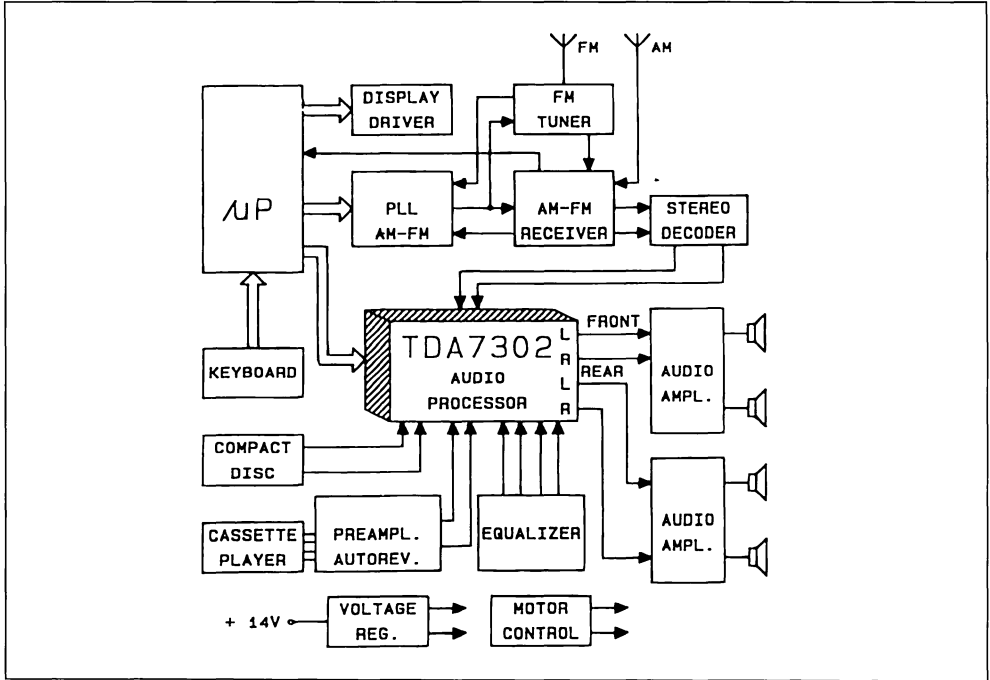 FM
AM
DISPLAY
DRIVER
FM
TUNER
μP
PLL
AM-FM
AM-FM
RECEIVER
STEREO
DECODER
KEYBOARD
TDA7302
AUDIO
PROCESSOR
L
R
L
R
FRONT
REAR
AUDIO
AMPL.
COMPACT
DISC
CASSETTE
PLAYER
PREAMPL.
AUTOREV.
EQUALIZER
AUDIO
AMPL.
+ 14V
VOLTAGE
REG.
MOTOR
CONTROL